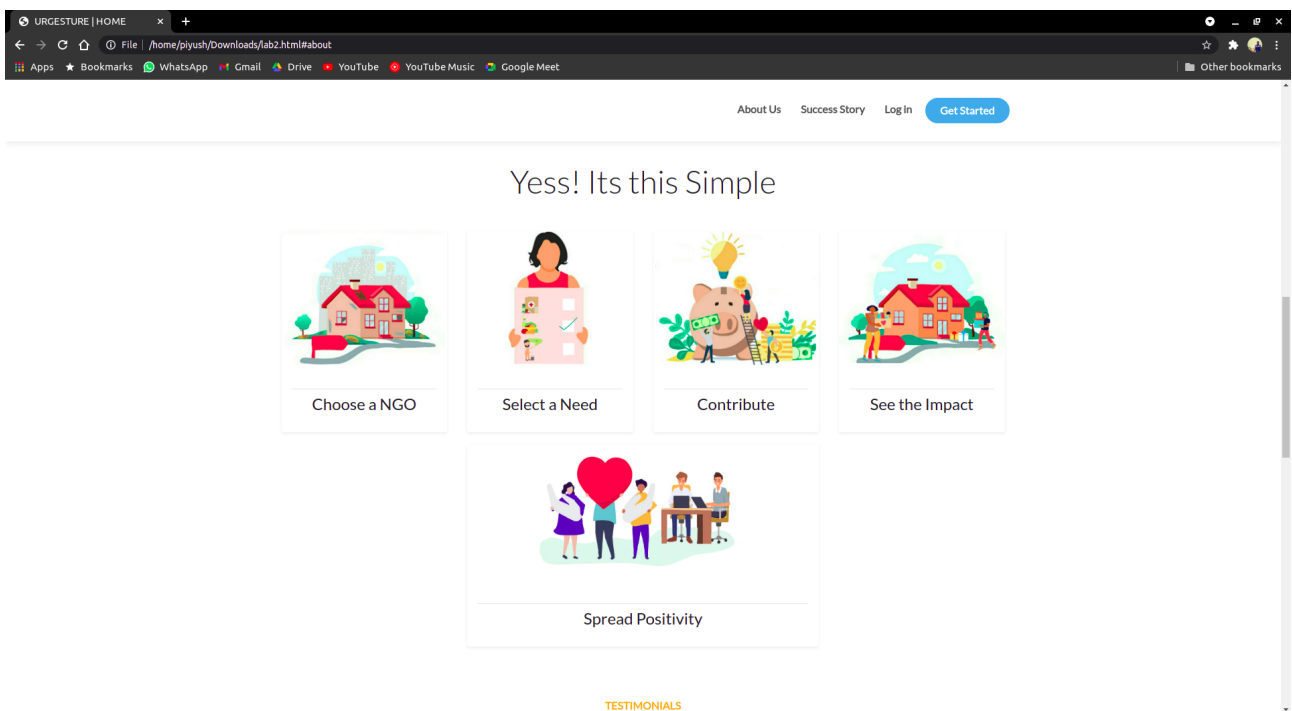 URGESTURE | HOME
File | /home/piyush/Downloads/lab2.html#about
Apps Bookmarks WhatsApp Gmail Drive YouTube YouTube Music Google Meet Other bookmarks
About Us Success Story Log in Get Started
Yess! Its this Simple
Choose a NGO Select a Need Contribute See the Impact
Spread Positivity
TESTIMONIALS